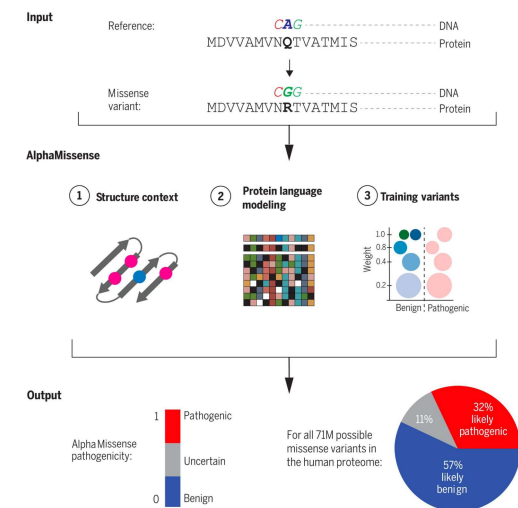 Input
Reference:
CAG
DNA
MDVVAMVNQTVATMIS
Protein
Missense
variant:
CGG
DNA
MDVVAMVNRTVATMIS
Protein
AlphaMissense
1 Structure context
2 Protein language
modeling
3 Training variants
Weight
1.0
0.8
0.4
0.2
Benign Pathogenic
Output
Alpha Missense
pathogenicity:
1 Pathogenic
Uncertain
0 Benign
For all 71M possible
missense variants in
the human proteome:
32%
likely
pathogenic
11%
57%
likely
benign